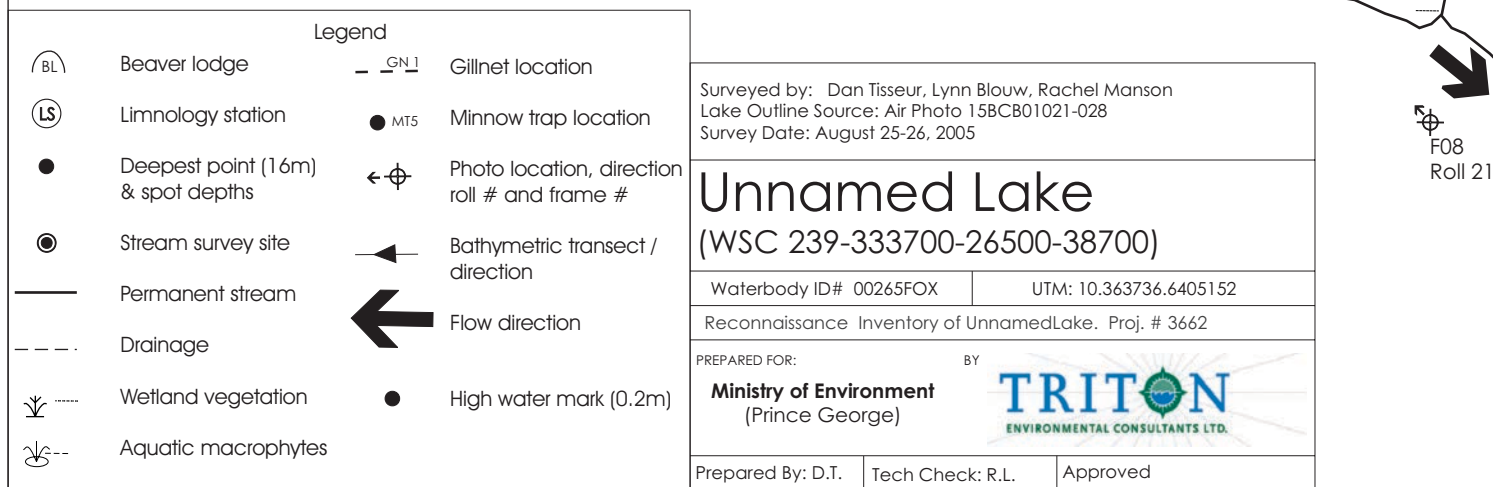 Legend
BL Beaver lodge
LS Limnology station
Deepest point (16m)
& spot depths
Stream survey site
Permanent stream
Drainage
Wetland vegetation
Aquatic macrophytes
GN 1 Gillnet location
MT5 Minnow trap location
Photo location, direction
roll # and frame #
Bathymetric transect /
direction
Flow direction
High water mark (0.2m)
Surveyed by: Dan Tisseur, Lynn Blouw, Rachel Manson
Lake Outline Source: Air Photo 15BCB01021-028
Survey Date: August 25-26, 2005
Unnamed Lake
(WSC 239-333700-26500-38700)
Waterbody ID# 00265FOX UTM: 10.363736.6405152
Reconnaissance Inventory of UnnamedLake. Proj. # 3662
PREPARED FOR: BY
Ministry of Environment
(Prince George)
TRITON
ENVIRONMENTAL CONSULTANTS LTD.
Prepared By: D.T. Tech Check: R.L. Approved
F08
Roll 21